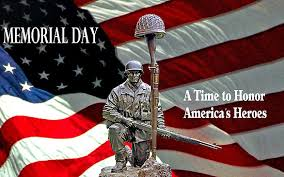 MEMORIAL DAY
A Time to Honor
America's Heroes